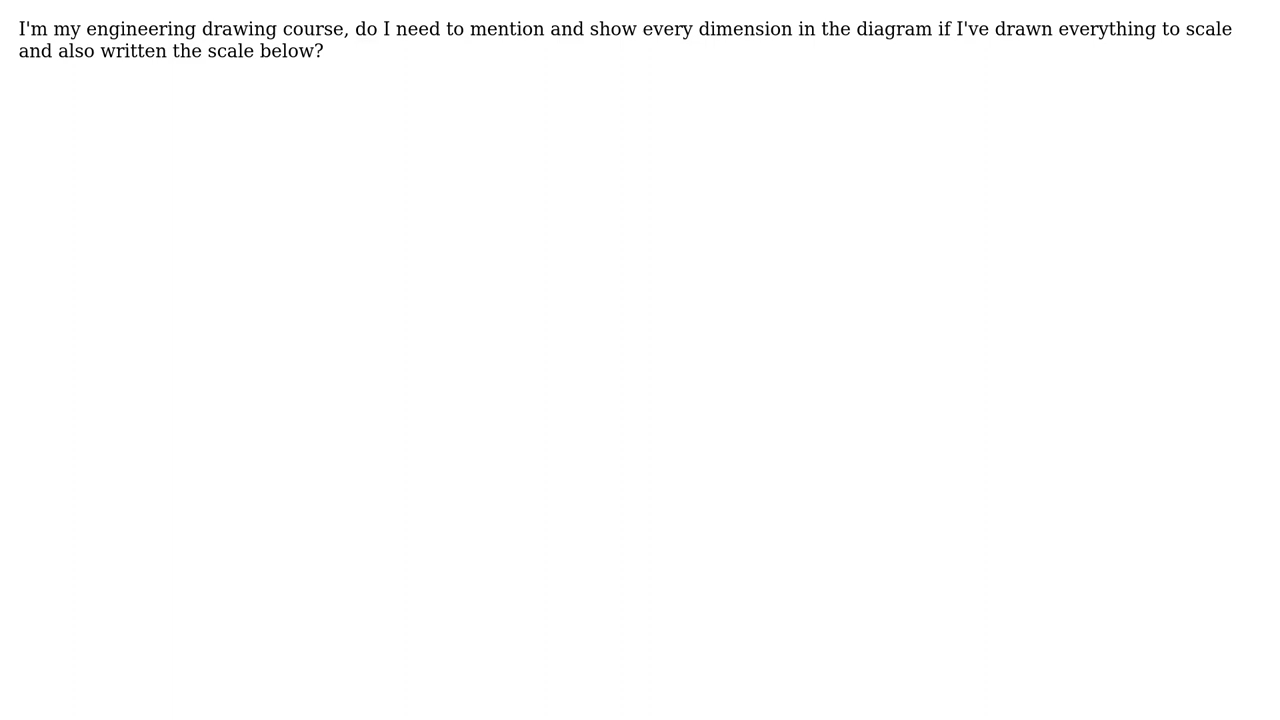 I'm my engineering drawing course, do I need to mention and show every dimension in the diagram if I've drawn everything to scale
and also written the scale below?